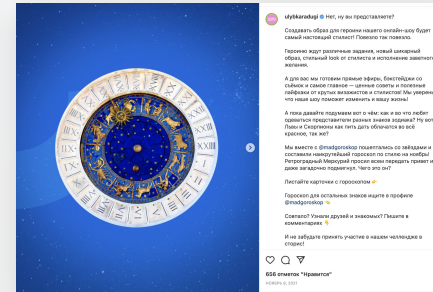 ulybkaradugi Нет, ну вы представляете?
Создавать образ для героини нашего онлайн-шоу будет
самый настоящий стилист! Повезло так повезло.
Героиню ждут различные задания, новый шикарный
образ, стильный look от стилиста и исполнение заветного
желания.
А для вас мы готовим прямые эфиры, бэкстейджи со
съёмок и самое главное — ценные советы и полезные
лайфхаки от крутых визажистов и стилистов! Мы уверены
что наше шоу поможет изменить и вашу жизнь!
А пока давайте подумаем вот о чём: как и во что любят
одеваться представители разных знаков зодиака? Ну вот
Львы и Скорпионы как пить дать облачатся во всё
красное, так же?
Мы вместе с @madgoroskop пошептались со звёздами и
составили наикрутейший гороскоп по стилю на ноябрь!
Ретроградный Меркурий просил всем передать привет и
даже загадочно подмигнул. Чего это он?
Листайте карточки с гороскопом 👉
Гороскоп для остальных знаков ищите в профиле
@madgoroskop 👈
Совпало? Узнали друзей и знакомых? Пишите в
комментариях 👇
И не забудьте принять участие в нашем челлендже в
сторис!
656 отметок "Нравится"
НОЯБРЬ 8, 2021